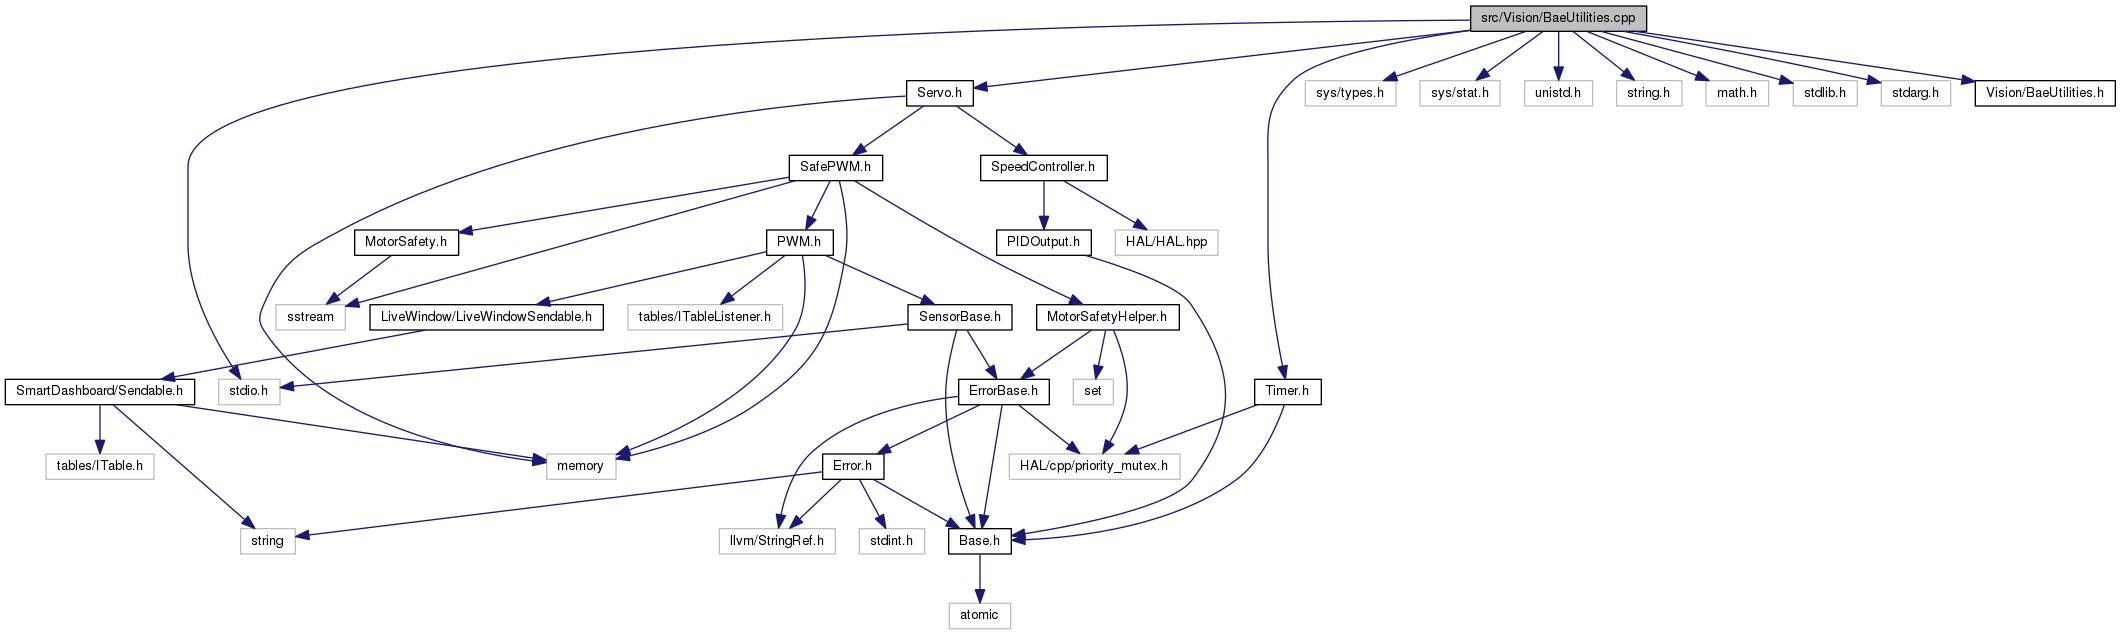 src/Vision/BaeUtilities.cpp
Servo.h
sys/types.h
sys/stat.h
unistd.h
string.h
math.h
stdlib.h
stdarg.h
Vision/BaeUtilities.h
SafePWM.h
SpeedController.h
MotorSafety.h
PWM.h
PIDOutput.h
HAL/HAL.hpp
sstream
LiveWindow/LiveWindowSendable.h
tables/ITableListener.h
SensorBase.h
MotorSafetyHelper.h
SmartDashboard/Sendable.h
stdio.h
ErrorBase.h
set
Timer.h
tables/ITable.h
memory
Error.h
HAL/cpp/priority_mutex.h
string
llvm/StringRef.h
stdint.h
Base.h
atomic